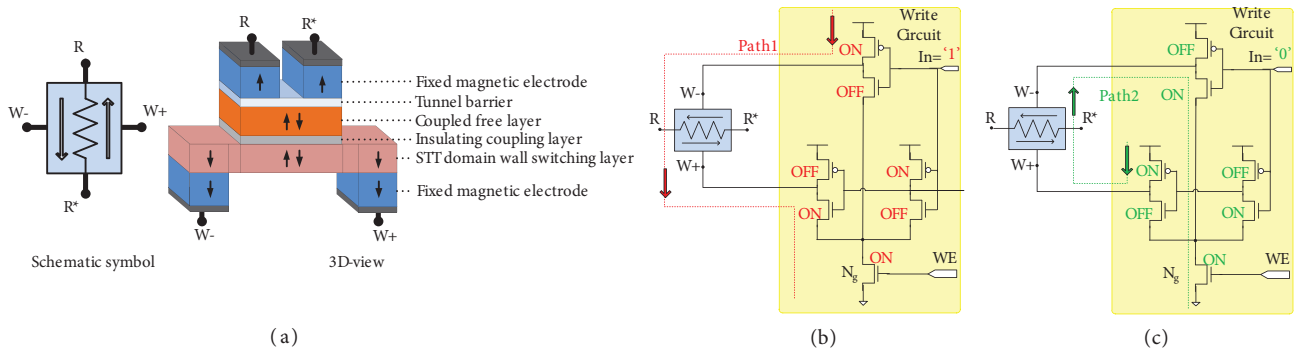 R
W-
W+
R*
Schematic symbol
R
R*
Fixed magnetic electrode
Tunnel barrier
Coupled free layer
Insulating coupling layer
STT domain wall switching layer
Fixed magnetic electrode
W-
W+
3D-view
(a)
Path1
Write
Circuit
ON
In= '1'
OFF
W-
R
R*
W+
OFF
ON
ON
OFF
ON
WE
Ng
(b)
Write
Circuit
OFF
In= '0'
ON
W-
Path2
R
R*
W+
ON
OFF
OFF
ON
ON
WE
Ng
(c)